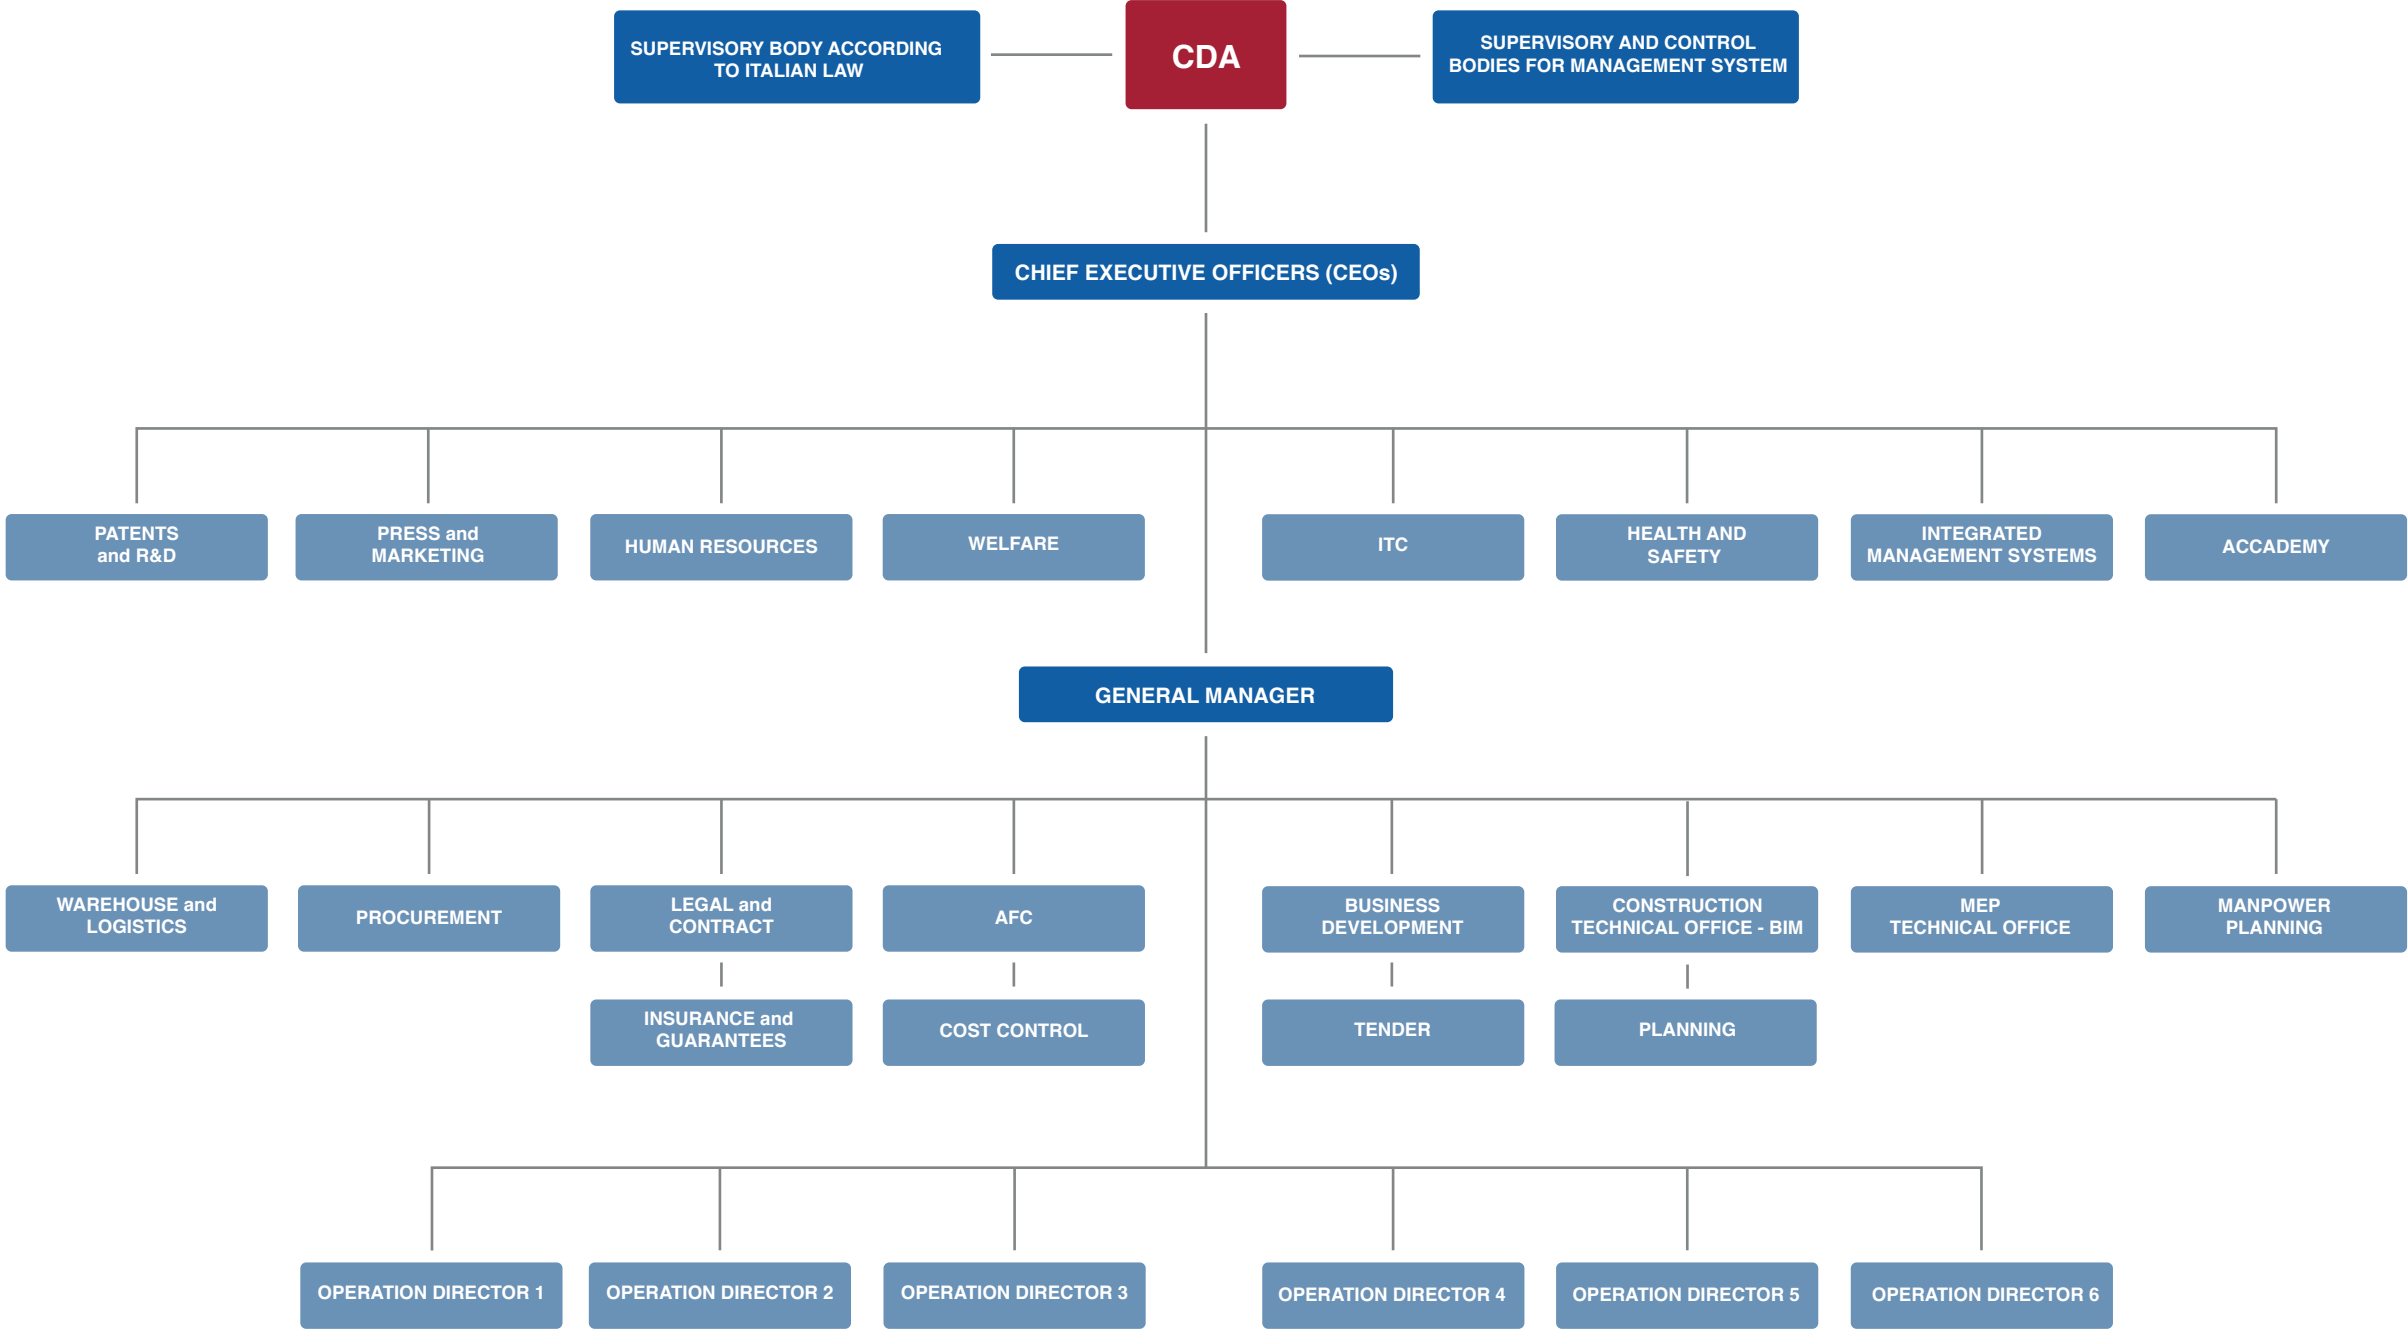 SUPERVISORY BODY ACCORDING
TO ITALIAN LAW
CDA
SUPERVISORY AND CONTROL
BODIES FOR MANAGEMENT SYSTEM
CHIEF EXECUTIVE OFFICERS (CEOs)
PATENTS
and R&D
PRESS and
MARKETING
HUMAN RESOURCES
WELFARE
ITC
HEALTH AND
SAFETY
INTEGRATED
MANAGEMENT SYSTEMS
ACCADEMY
GENERAL MANAGER
WAREHOUSE and
LOGISTICS
PROCUREMENT
LEGAL and
CONTRACT
AFC
BUSINESS
DEVELOPMENT
CONSTRUCTION
TECHNICAL OFFICE - BIM
MEP
TECHNICAL OFFICE
MANPOWER
PLANNING
INSURANCE and
GUARANTEES
COST CONTROL
TENDER
PLANNING
OPERATION DIRECTOR 1
OPERATION DIRECTOR 2
OPERATION DIRECTOR 3
OPERATION DIRECTOR 4
OPERATION DIRECTOR 5
OPERATION DIRECTOR 6